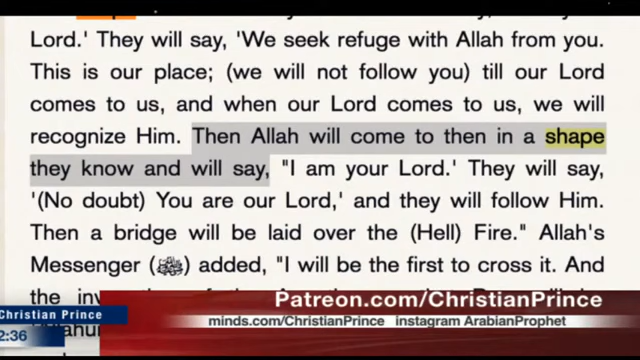 Lord.' They will say, 'We seek refuge with Allah from you.
This is our place; (we will not follow you) till our Lord
comes to us, and when our Lord comes to us, we will
recognize Him. Then Allah will come to then in a shape
they know and will say, "I am your Lord.' They will say,
'(No doubt) You are our Lord,' and they will follow Him.
Then a bridge will be laid over the (Hell) Fire." Allah's
Messenger (ﷺ) added, "I will be the first to cross it. And
the
Patreon.com/ChristianPrince
Christian Prince
minds.com/ChristianPrince instagram ArabianProphet
2:36